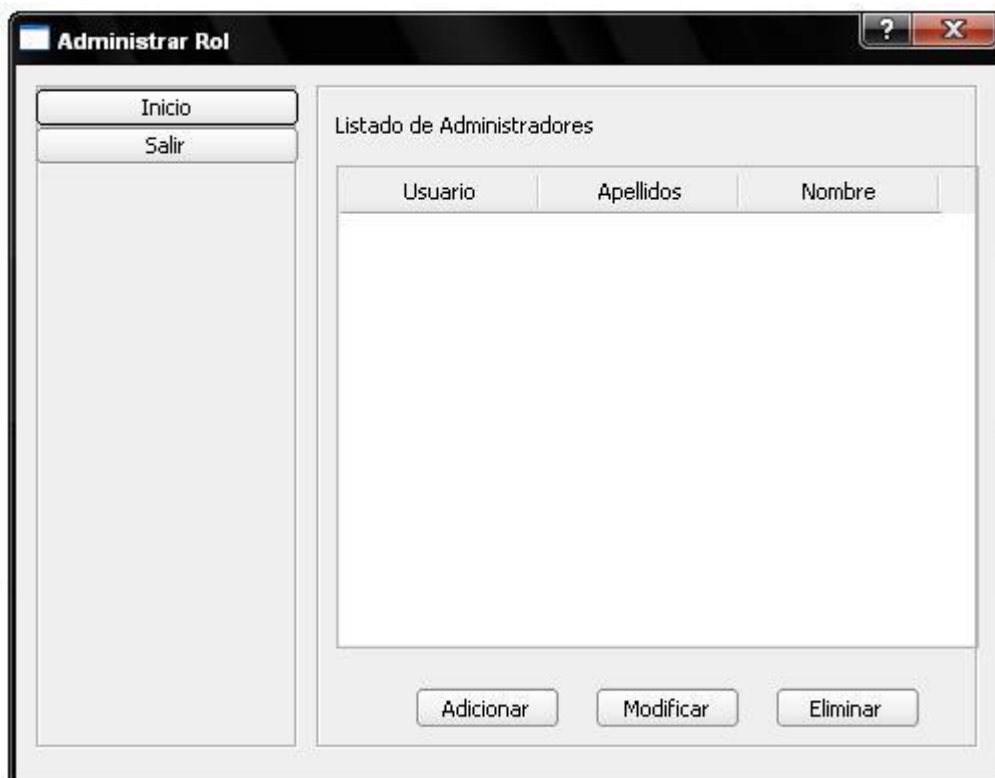 Administrar Rol
?
Inicio
Salir
Listado de Administradores
Usuario Apellidos Nombre
Adicionar Modificar Eliminar